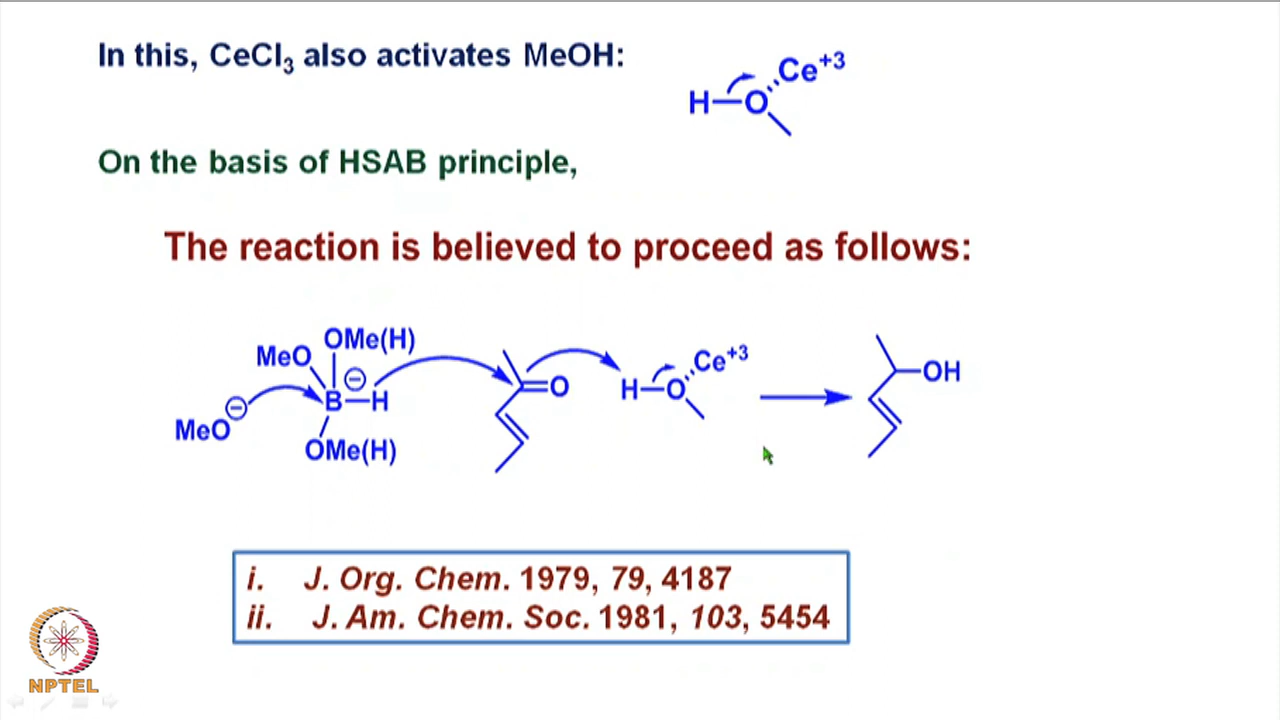 In this, CeCl₃ also activates MeOH:
H O Ce⁺³
On the basis of HSAB principle,
The reaction is believed to proceed as follows:
MeO⊖ MeO OMe(H) B⊖ H OMe(H) O H O Ce⁺³ OH
i. J. Org. Chem. 1979, 79, 4187
ii. J. Am. Chem. Soc. 1981, 103, 5454
NPTEL